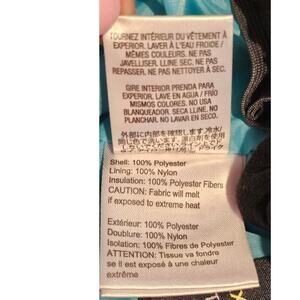 TOURNEZ INTÉRIEUR DU VÊTEMENT À
EXPERIOR. LAVER À L'EAU FROIDE /
MÊMES COULEURS. NE PAS
JAVELLISER. LLINE SEC. NE PAS
REPASSER. NE PAS NETTOYER À SEC.
GIRE INTERIOR PRENDA PARA
EXPERIOR. LAVE EN AGUA / FRÍO
MISMOS COLORES. NO USA
BLANQUEADOR. SECA LLINA. NO
PLANCHAR. NO LAVAR EN SECO
Shell: 100% Polyester
Lining: 100% Nylon
Insulation: 100% Polyester Fibers
CAUTION: Fabric will melt
if exposed to extreme heat
Extérieur: 100% Polyester
Doublure: 100% Nylon
Isolation: 100% Fibres de Polyester
ATTENTION: Tissue va fondre
se Il est exposé à une chaleur
extrême